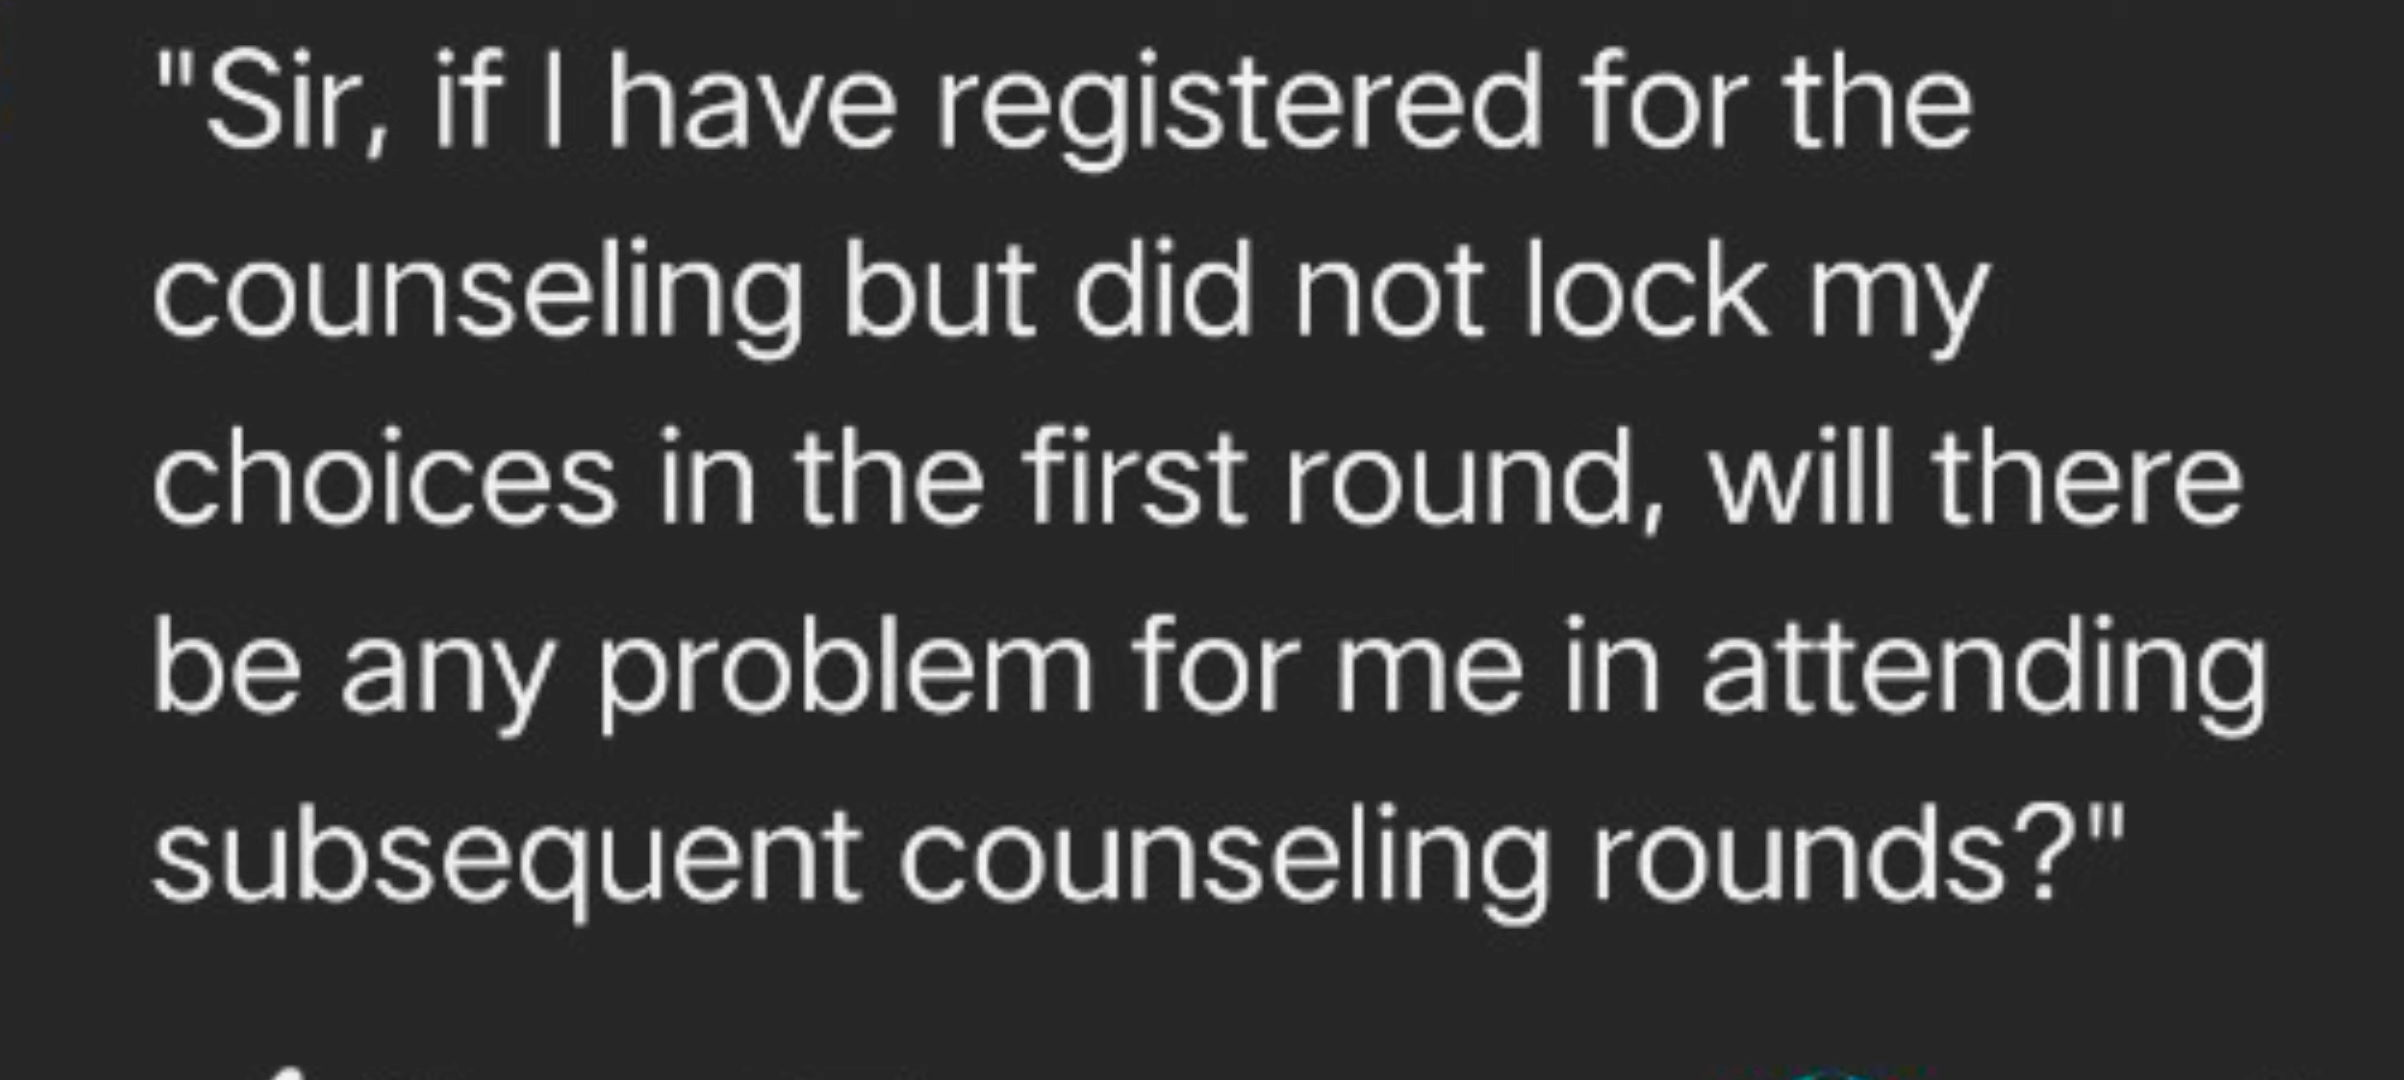 "Sir, if I have registered for the
counseling but did not lock my
choices in the first round, will there
be any problem for me in attending
subsequent counseling rounds?"